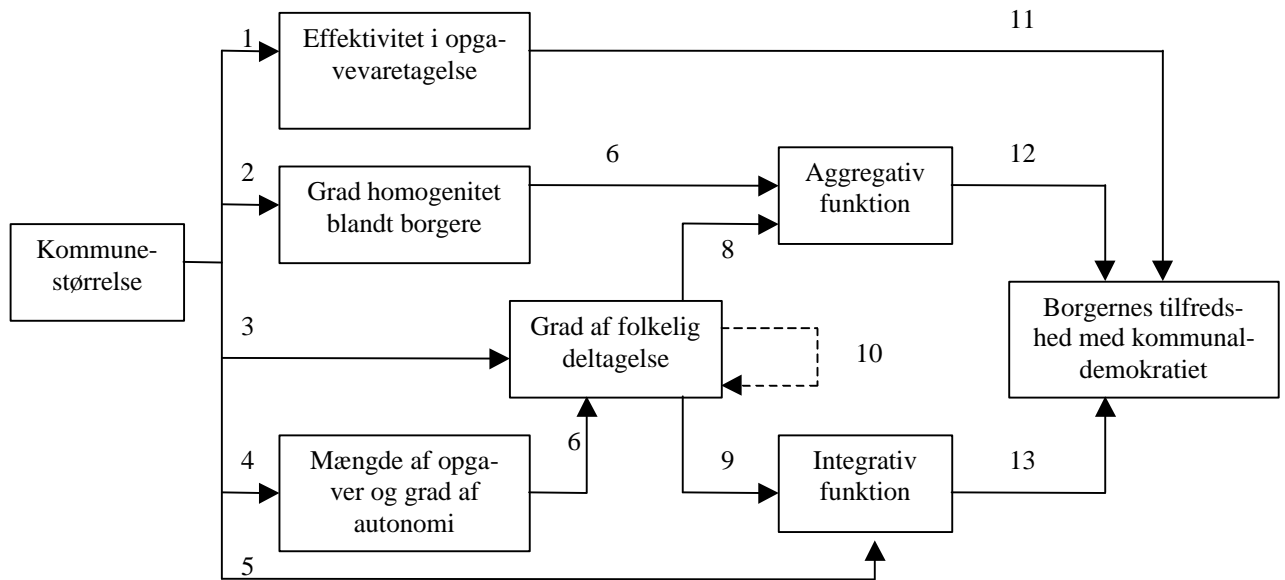 11
1
Effektivitet i opga-
vevaretagelse
2
Grad homogenitet
blandt borgere
6
Aggregativ
funktion
12
Kommune-
størrelse
8
3
Grad af folkelig
deltagelse
10
Borgernes tilfreds-
hed med kommunal-
demokratiet
4
Mængde af opga-
ver og grad af
autonomi
6
9
Integrativ
funktion
13
5